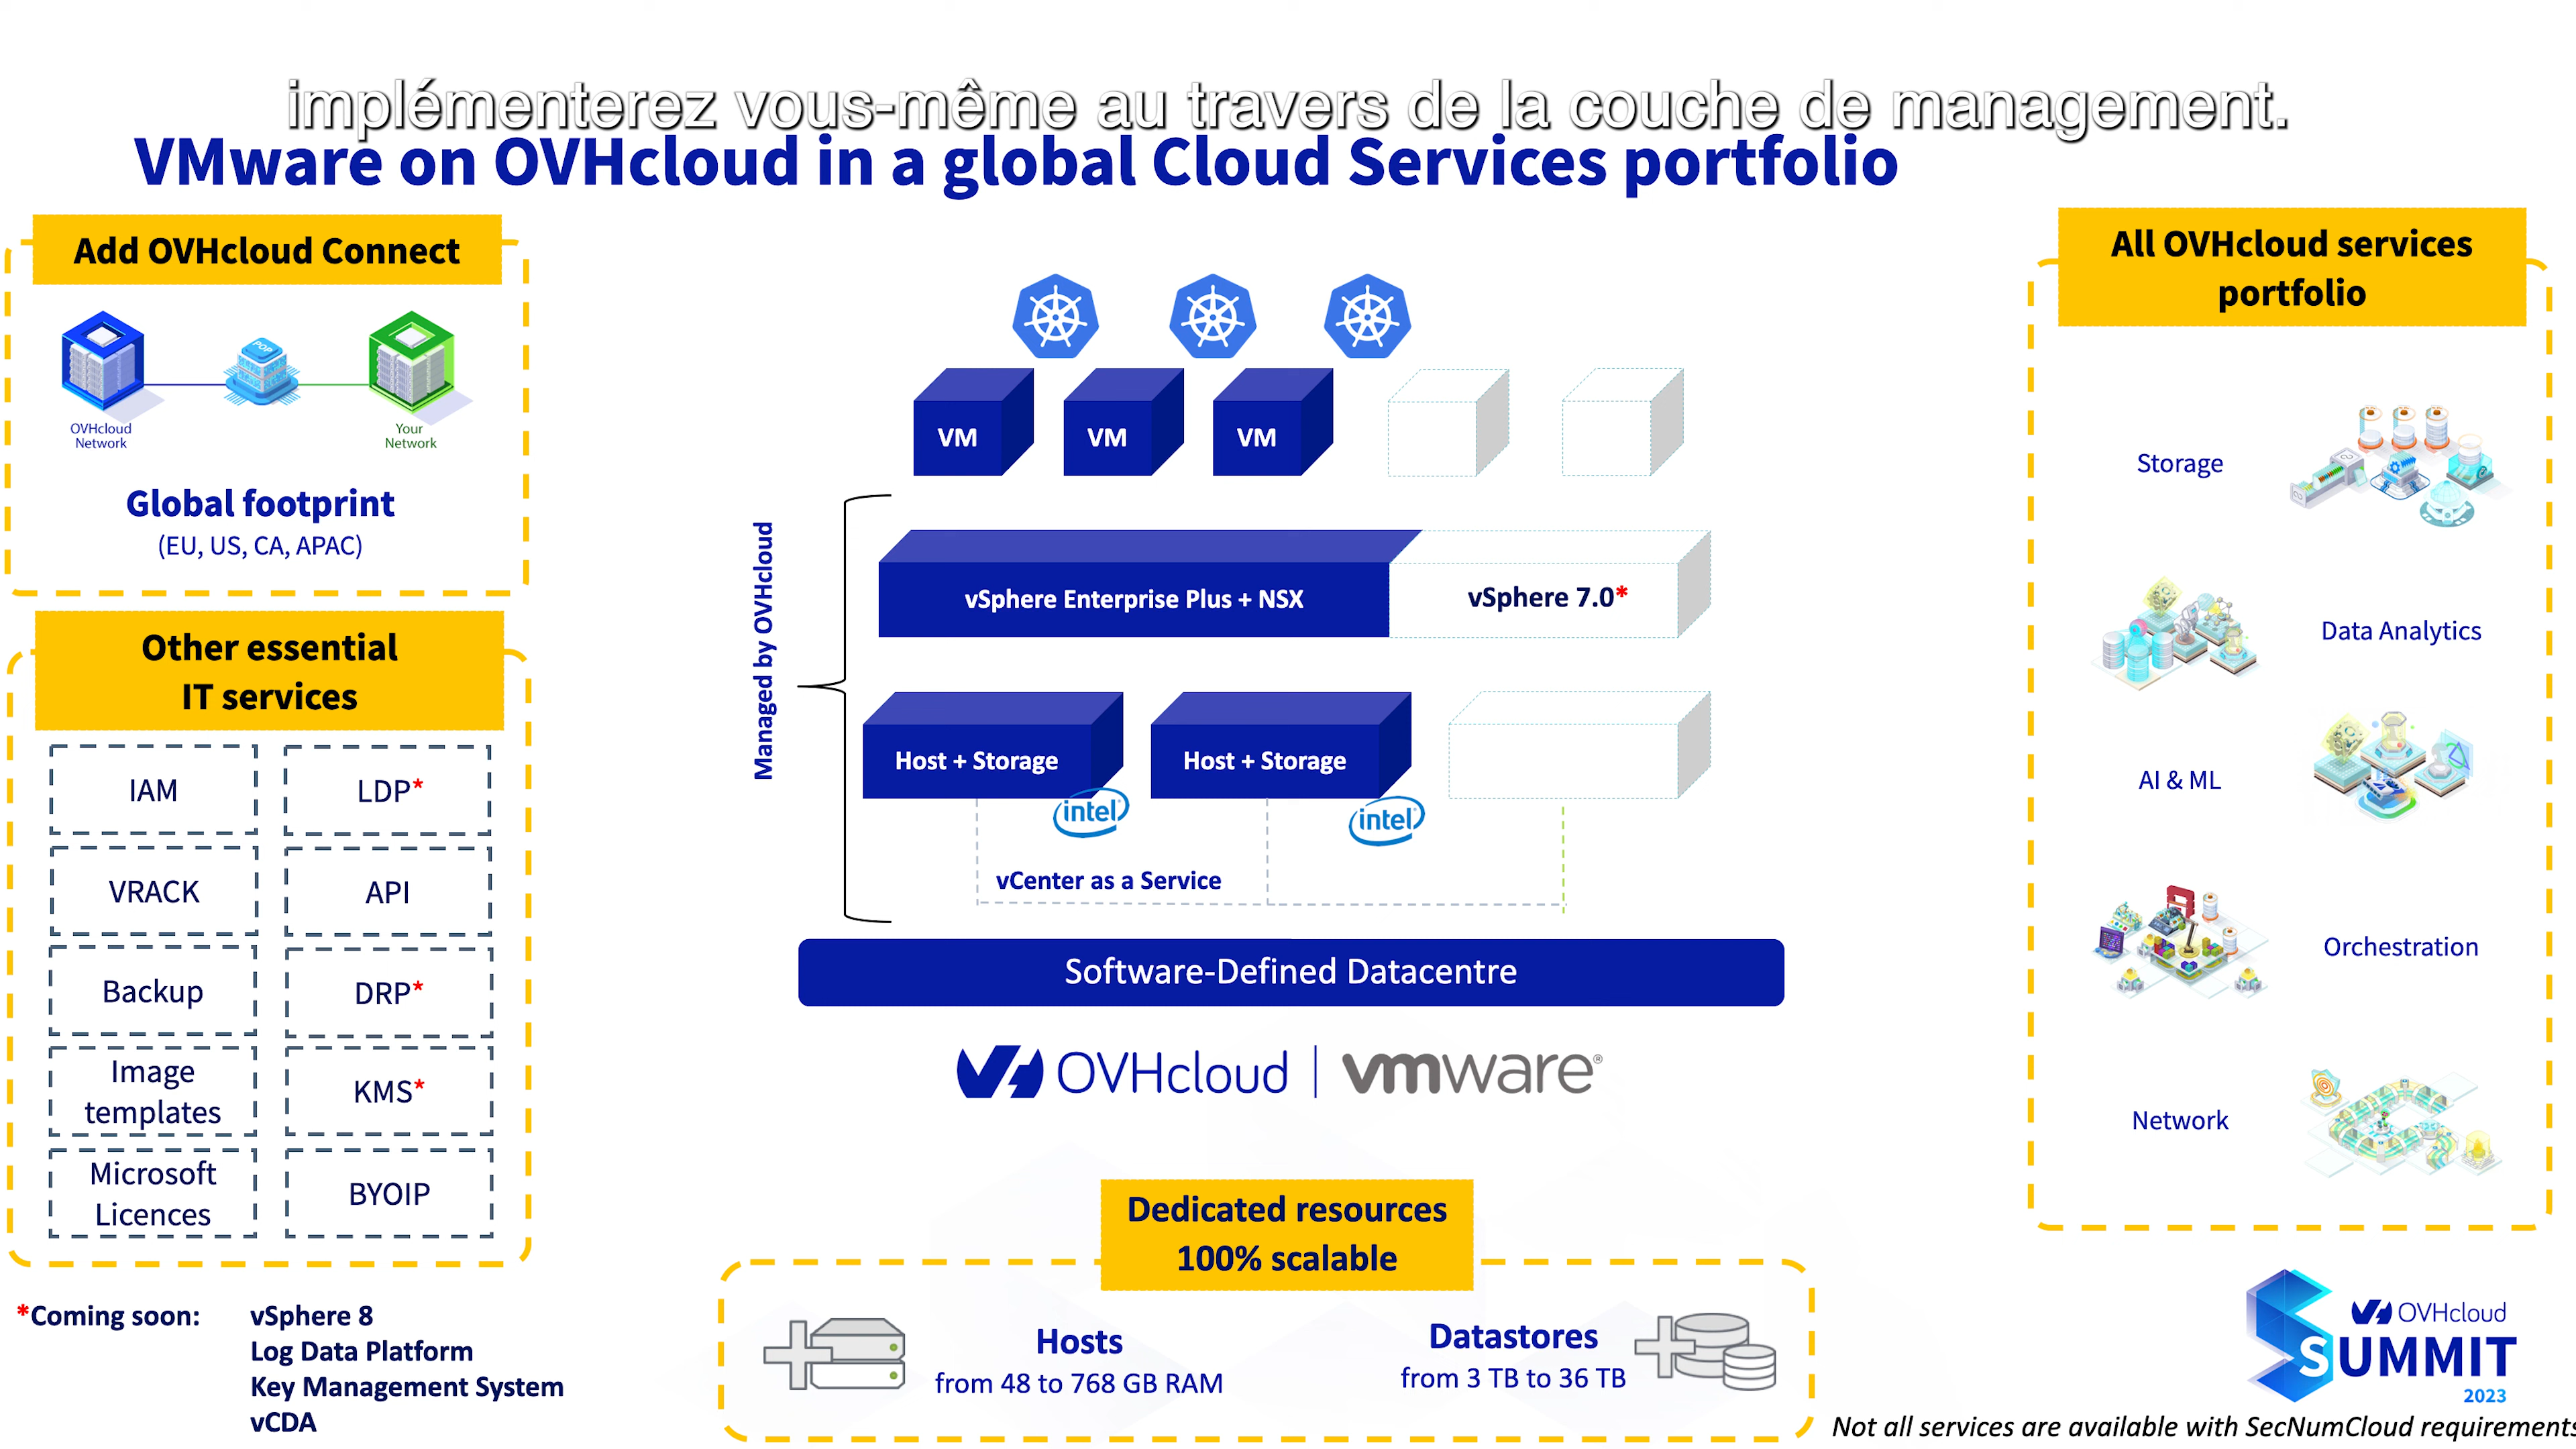 implémenterez vous-même au travers de la couche de management.
VMware on OVHcloud in a global Cloud Services portfolio
Add OVHcloud Connect
POP
OVHcloud
Network
Your
Network
Global footprint
(EU, US, CA, APAC)
Other essential
IT services
IAM
LDP*
VRACK
API
Backup
DRP*
Image
templates
KMS*
Microsoft
Licences
BYOIP
*Coming soon:
vSphere 8
Log Data Platform
Key Management System
vCDA
VM
VM
VM
Managed by OVHcloud
vSphere Enterprise Plus + NSX
vSphere 7.0*
Host + Storage
Host + Storage
intel
intel
vCenter as a Service
Software-Defined Datacentre
OVHcloud
vmware®
Dedicated resources
100% scalable
Hosts
from 48 to 768 GB RAM
Datastores
from 3 TB to 36 TB
All OVHcloud services
portfolio
Storage
Data Analytics
AI & ML
Orchestration
Network
OVHcloud
SUMMIT
2023
Not all services are available with SecNumCloud requirements